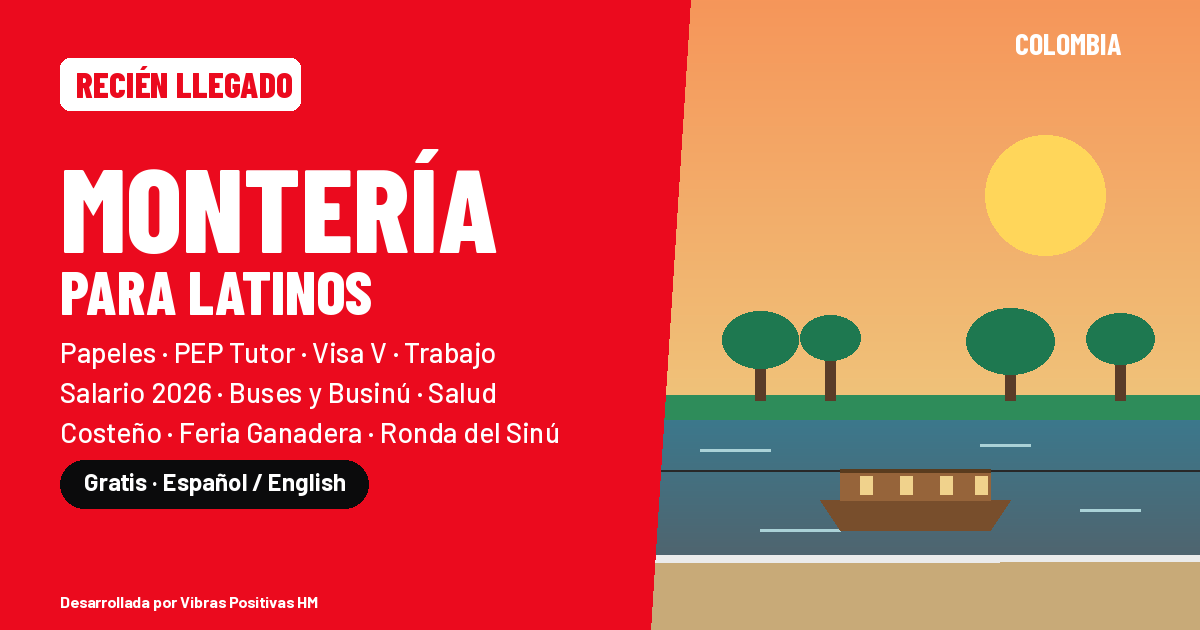 RECIÉN LLEGADO
COLOMBIA
MONTERÍA
PARA LATINOS
Papeles · PEP Tutor · Visa V · Trabajo
Salario 2026 · Buses y Businú · Salud
Costeño · Feria Ganadera · Ronda del Sinú
Gratis · Español / English
Desarrollada por Vibras Positivas HM